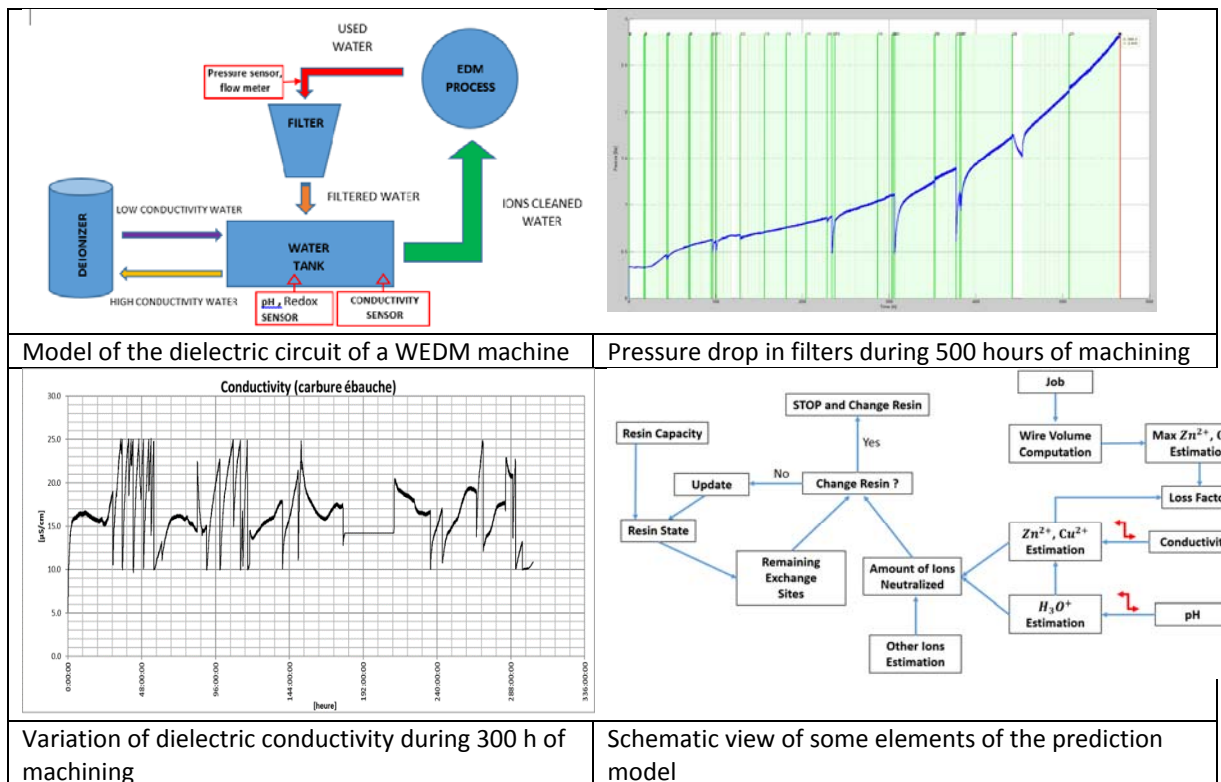 USED
WATER
Pressure sensor,
flow meter
EDM
PROCESS
FILTER
FILTERED WATER
IONS CLEANED
WATER
DEIONIZER
LOW CONDUCTIVITY WATER
WATER
TANK
HIGH CONDUCTIVITY WATER
pH , Redox
SENSOR
CONDUCTIVITY
SENSOR
Time [h]
Model of the dielectric circuit of a WEDM machine
Pressure drop in filters during 500 hours of machining
Conductivity (carbure ébauche)
30.0
25.0
20.0
15.0
10.0
5.0
0.0
[µS/cm]
0:00:00
48:00:00
96:00:00
144:00:00
192:00:00
240:00:00
288:00:00
336:00:00
[heure]
Job
STOP and Change Resin
Resin Capacity
Yes
Wire Volume
Computation
Max Zn²⁺, C
Estimatio
No
Update
Change Resin ?
Loss Facto
Resin State
Zn²⁺, Cu²⁺
Estimation
Conductivit
Remaining
Exchange
Sites
Amount of Ions
Neutralized
H₃O⁺
Estimation
pH
Other Ions
Estimation
Variation of dielectric conductivity during 300 h of
machining
Schematic view of some elements of the prediction
model